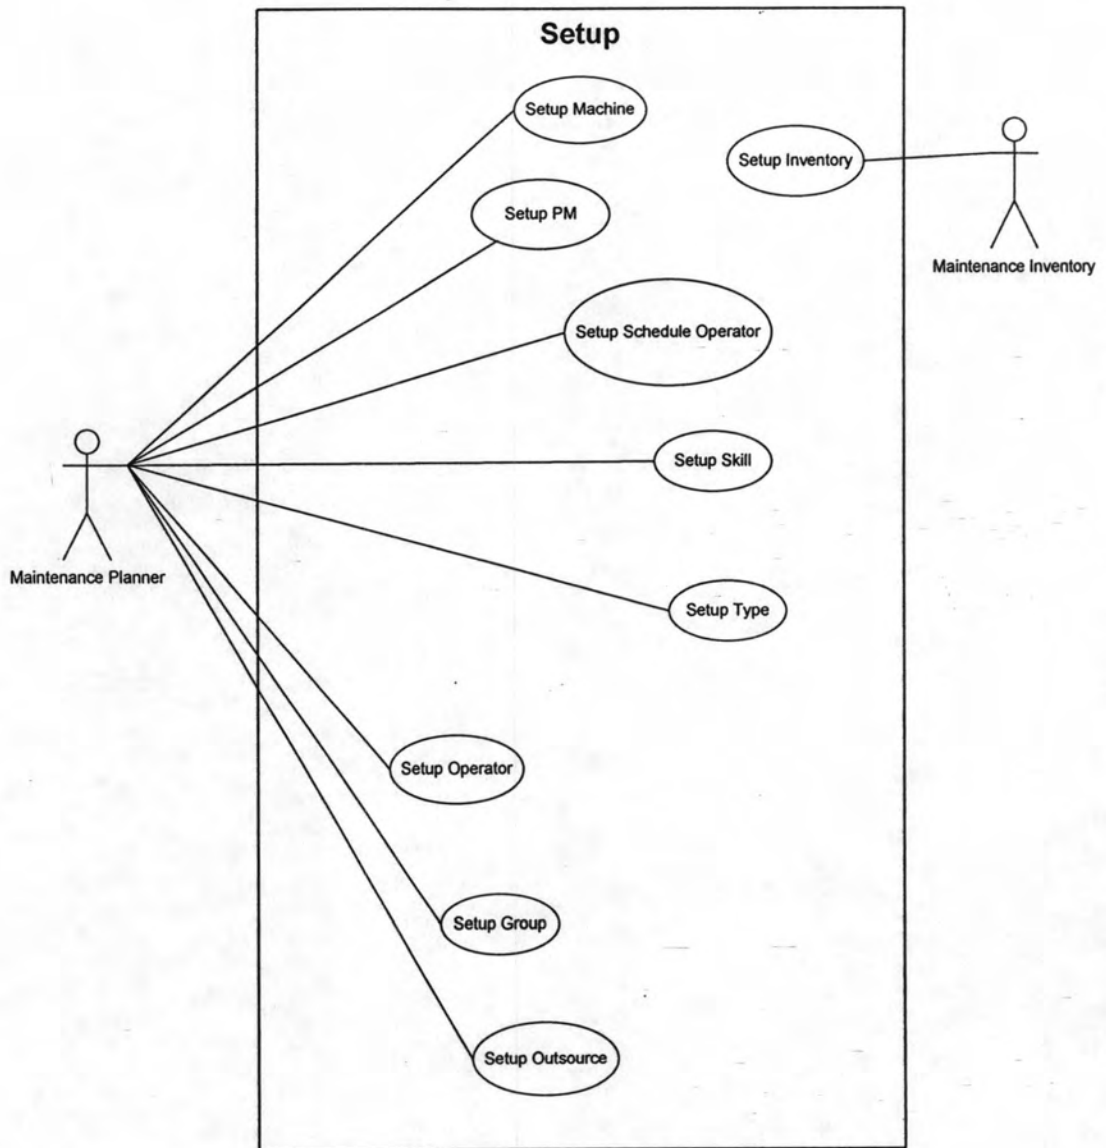 Setup
Setup Machine
Setup Inventory
Setup PM
Maintenance Inventory
Setup Schedule Operator
Setup Skill
Maintenance Planner
Setup Type
Setup Operator
Setup Group
Setup Outsource